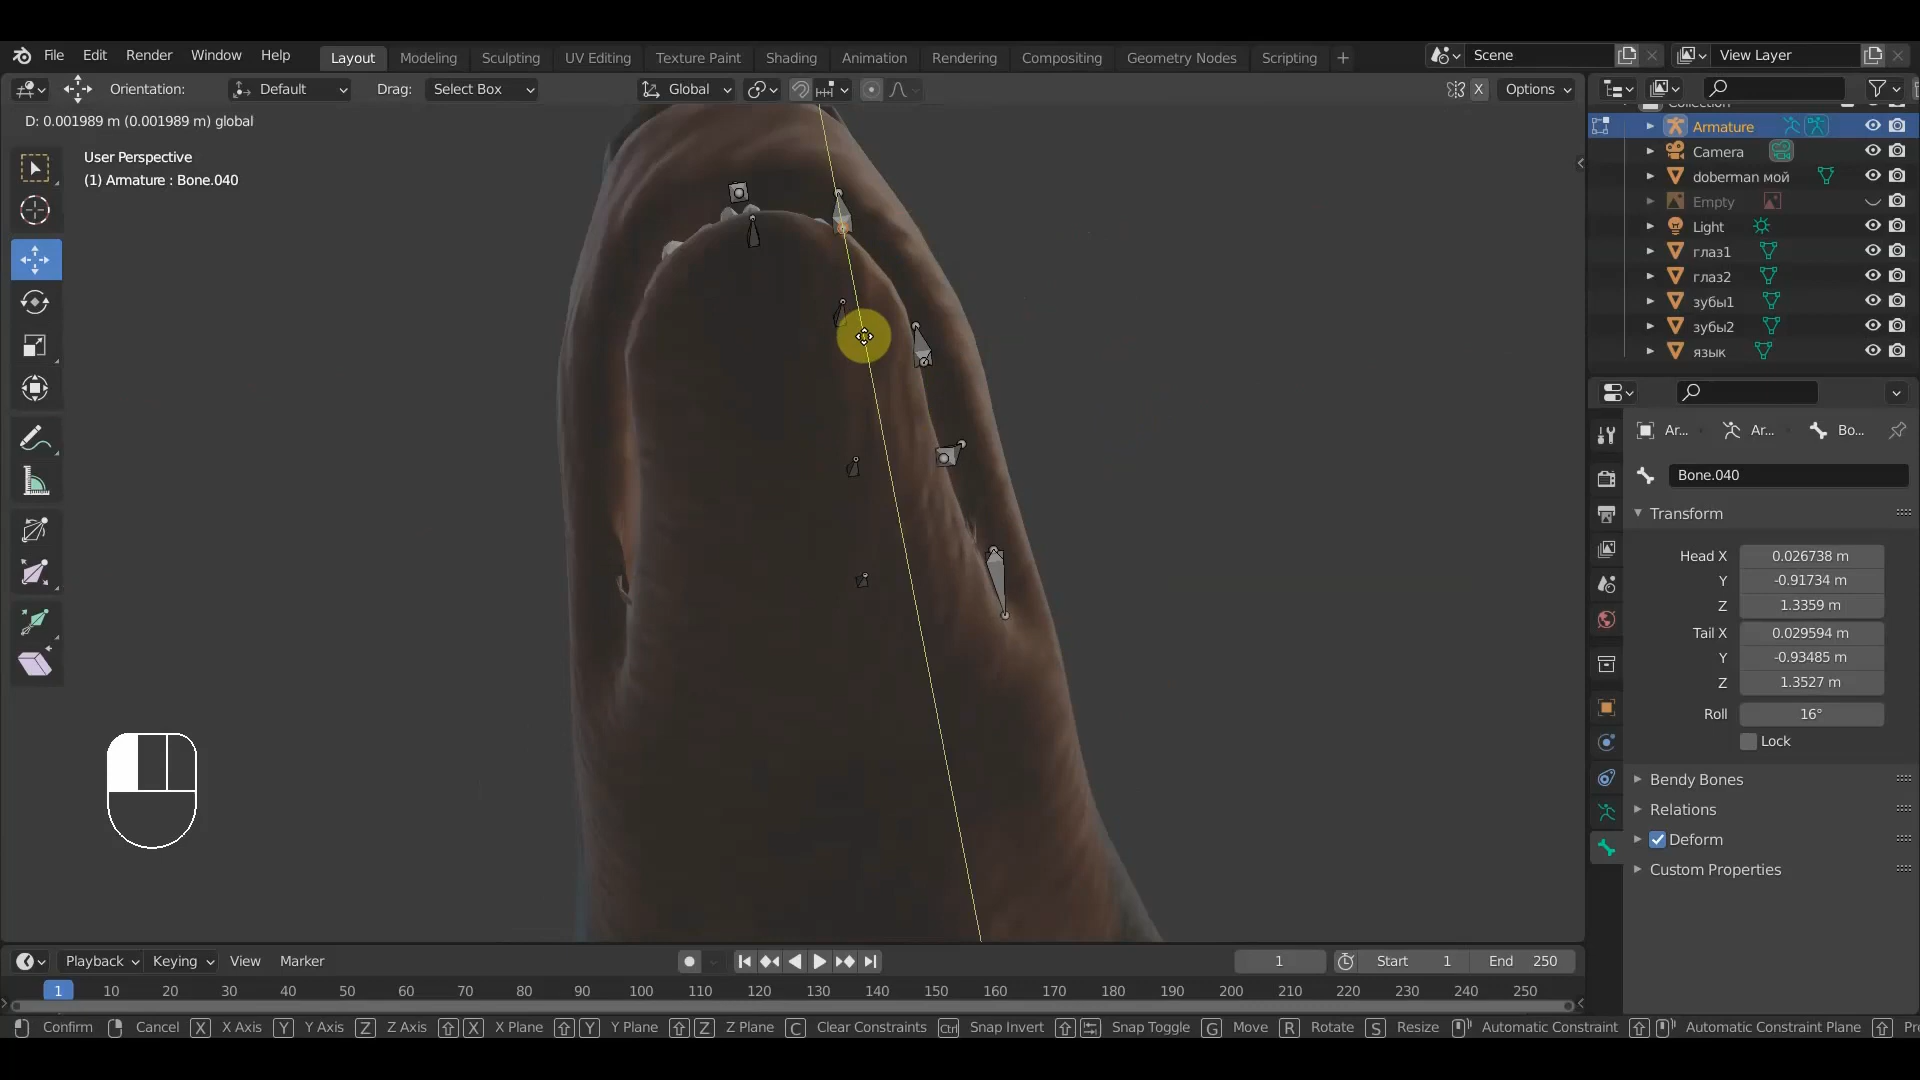 File Edit Render Window Help Layout Modeling Sculpting UV Editing Texture Paint Shading Animation Rendering Compositing Geometry Nodes Scripting + Scene View Layer
Orientation: Default Drag: Select Box Global X Options
D: 0.001989 m (0.001989 m) global
User Perspective
(1) Armature : Bone.040
Armature
Camera
doberman мой
Empty
Light
глаз1
глаз2
зубы1
зубы2
язык
Ar... Ar... Bo...
Bone.040
Transform
Head X 0.026738 m
Y -0.91734 m
Z 1.3359 m
Tail X 0.029594 m
Y -0.93485 m
Z 1.3527 m
Roll 16°
Lock
Bendy Bones
Relations
Deform
Custom Properties
Playback Keying View Marker 1 Start 1 End 250
1 10 20 30 40 50 60 70 80 90 100 110 120 130 140 150 160 170 180 190 200 210 220 230 240 250
Confirm Cancel X X Axis Y Y Axis Z Z Axis X X Plane Y Y Plane Z Z Plane C Clear Constraints Ctrl Snap Invert Snap Toggle G Move R Rotate S Resize Automatic Constraint Automatic Constraint Plane